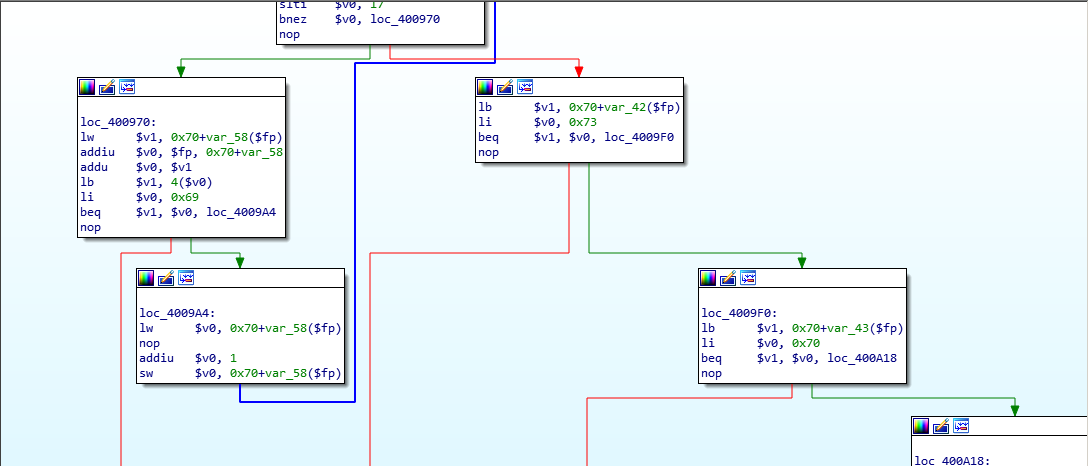 slti $v0, 17
bnez $v0, loc_400970
nop
loc_400970:
lw $v1, 0x70+var_58($fp)
addiu $v0, $fp, 0x70+var_58
addu $v0, $v1
lb $v1, 4($v0)
li $v0, 0x69
beq $v1, $v0, loc_4009A4
nop
lb $v1, 0x70+var_42($fp)
li $v0, 0x73
beq $v1, $v0, loc_4009F0
nop
loc_4009A4:
lw $v0, 0x70+var_58($fp)
nop
addiu $v0, 1
sw $v0, 0x70+var_58($fp)
loc_4009F0:
lb $v1, 0x70+var_43($fp)
li $v0, 0x70
beq $v1, $v0, loc_400A18
nop
loc_400A18: